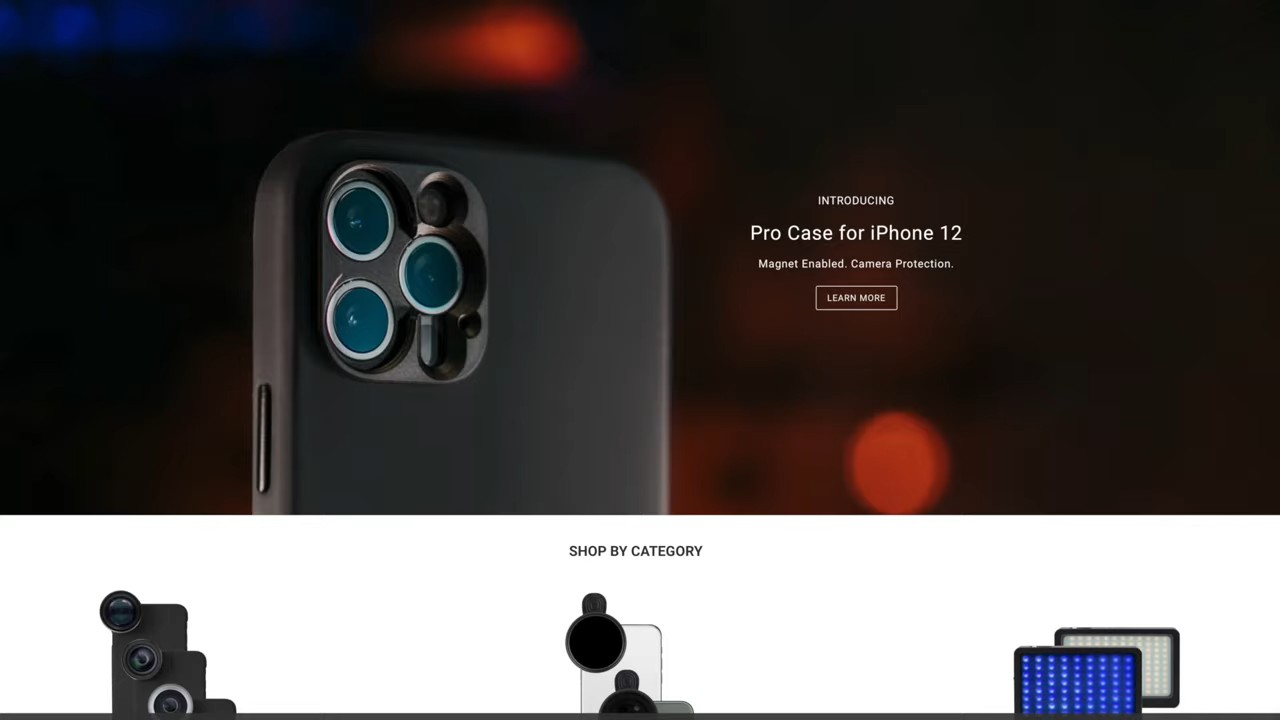 INTRODUCING
Pro Case for iPhone 12
Magnet Enabled. Camera Protection.
LEARN MORE
SHOP BY CATEGORY